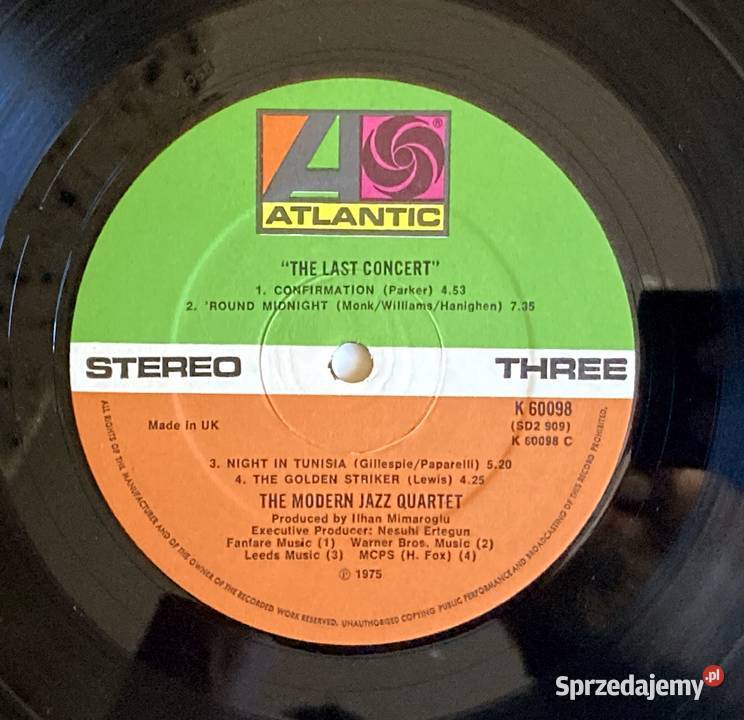 ATLANTIC
®
"THE LAST CONCERT"
1. CONFIRMATION (Parker) 4.53
2. 'ROUND MIDNIGHT (Monk/Williams/Hanighen) 7.35
STEREO THREE
K 60098
Made in UK (SD2 909)
K 60098 C
3. NIGHT IN TUNISIA (Gillespie/Paparelli) 5.20
4. THE GOLDEN STRIKER (Lewis) 4.25
THE MODERN JAZZ QUARTET
Produced by Ilhan Mimaroglu
Executive Producer: Nesuhi Ertegun
Fanfare Music (1) Warner Bros. Music (2)
Leeds Music (3) MCPS (H. Fox) (4)
℗ 1975
ALL RIGHTS OF THE MANUFACTURER AND OF THE OWNER OF THE RECORDED WORK RESERVED. UNAUTHORISED COPYING PUBLIC PERFORMANCE AND BROADCASTING OF THIS RECORD PROHIBITED.
Sprzedajemy.pl